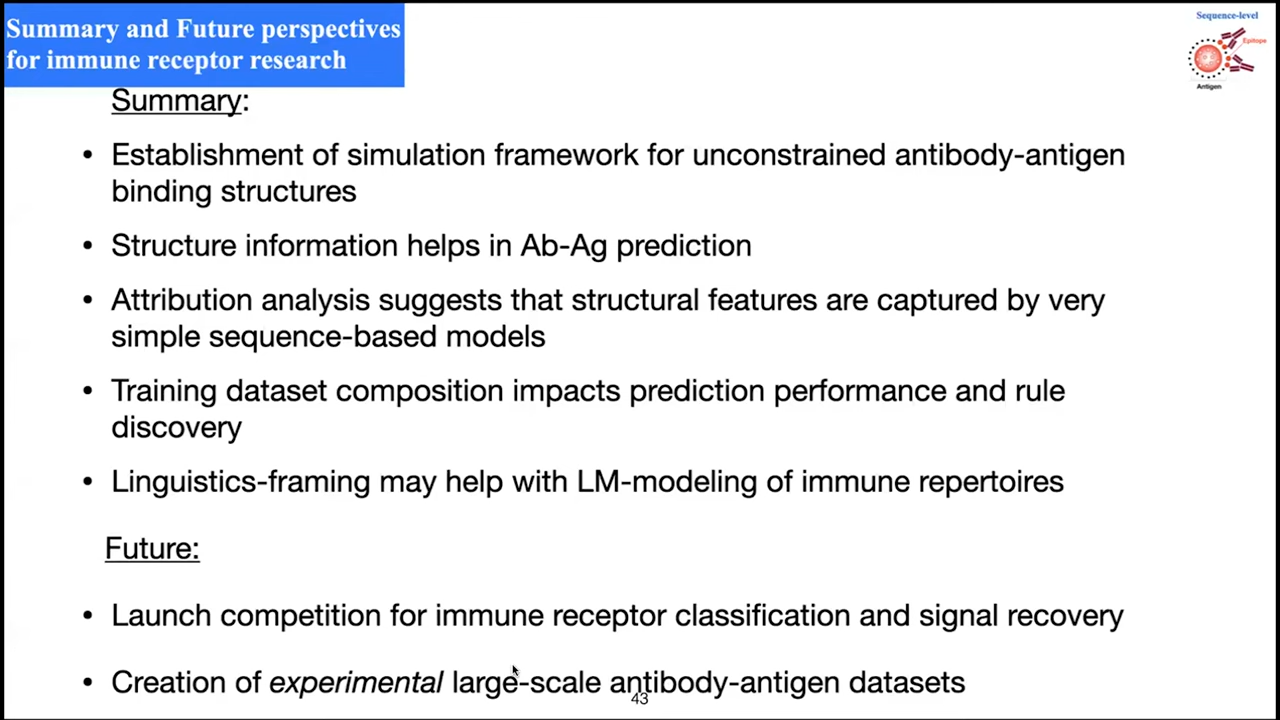 Summary and Future perspectives
for immune receptor research
Sequence-level
Epitope
Antigen
Summary:
• Establishment of simulation framework for unconstrained antibody-antigen
binding structures
• Structure information helps in Ab-Ag prediction
• Attribution analysis suggests that structural features are captured by very
simple sequence-based models
• Training dataset composition impacts prediction performance and rule
discovery
• Linguistics-framing may help with LM-modeling of immune repertoires
Future:
• Launch competition for immune receptor classification and signal recovery
• Creation of experimental large-scale antibody-antigen datasets
43